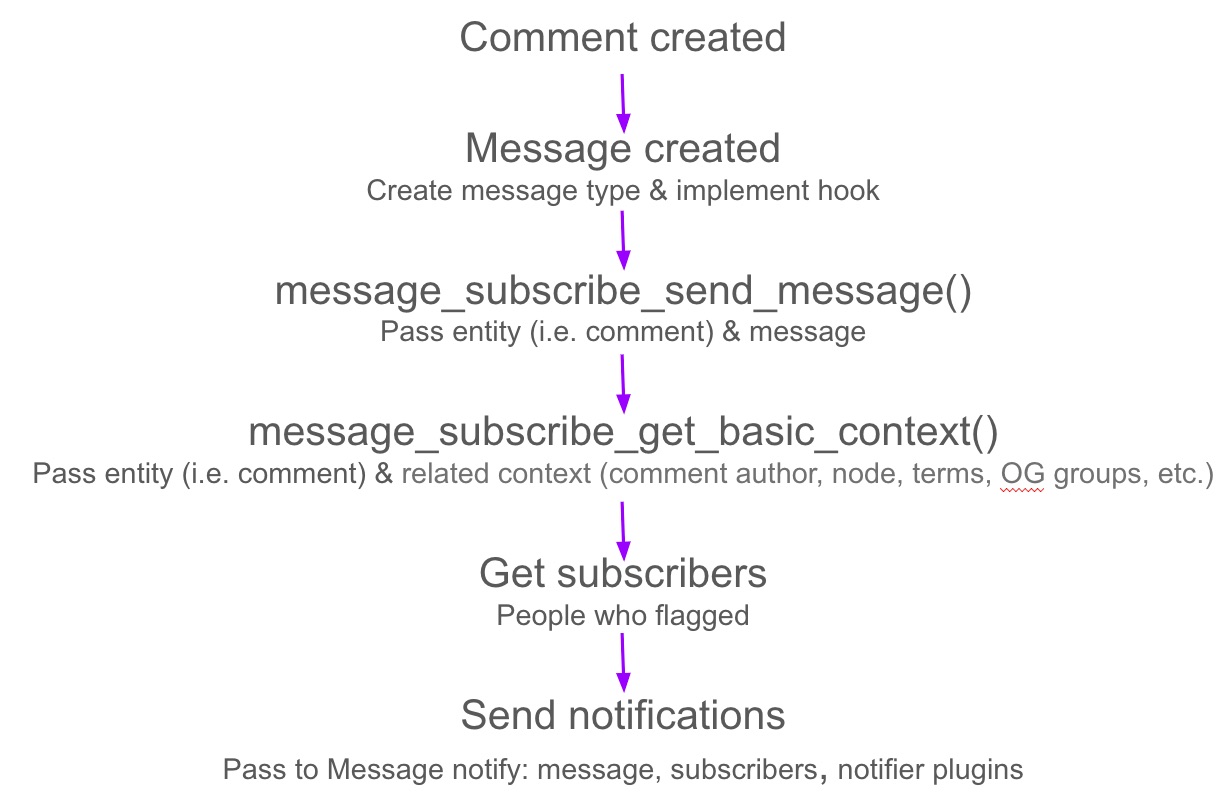 Comment created
Message created
Create message type & implement hook
message_subscribe_send_message()
Pass entity (i.e. comment) & message
message_subscribe_get_basic_context()
Pass entity (i.e. comment) & related context (comment author, node, terms, OG groups, etc.)
Get subscribers
People who flagged
Send notifications
Pass to Message notify: message, subscribers, notifier plugins